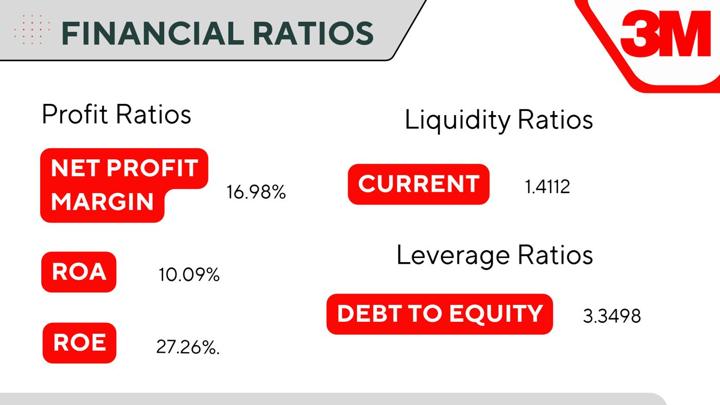 FINANCIAL RATIOS
3M
Profit Ratios
NET PROFIT
MARGIN
16.98%
ROA
10.09%
ROE
27.26%.
Liquidity Ratios
CURRENT
1.4112
Leverage Ratios
DEBT TO EQUITY
3.3498